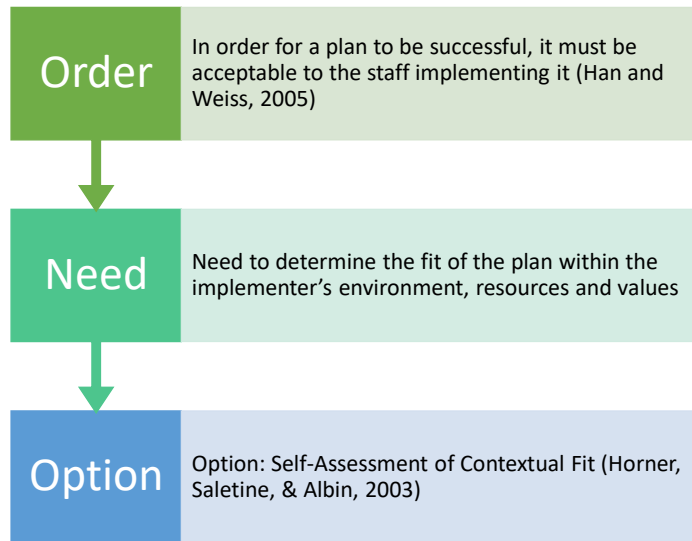 Order
In order for a plan to be successful, it must be
acceptable to the staff implementing it (Han and
Weiss, 2005)
Need
Need to determine the fit of the plan within the
implementer’s environment, resources and values
Option
Option: Self-Assessment of Contextual Fit (Horner,
Saletine, & Albin, 2003)